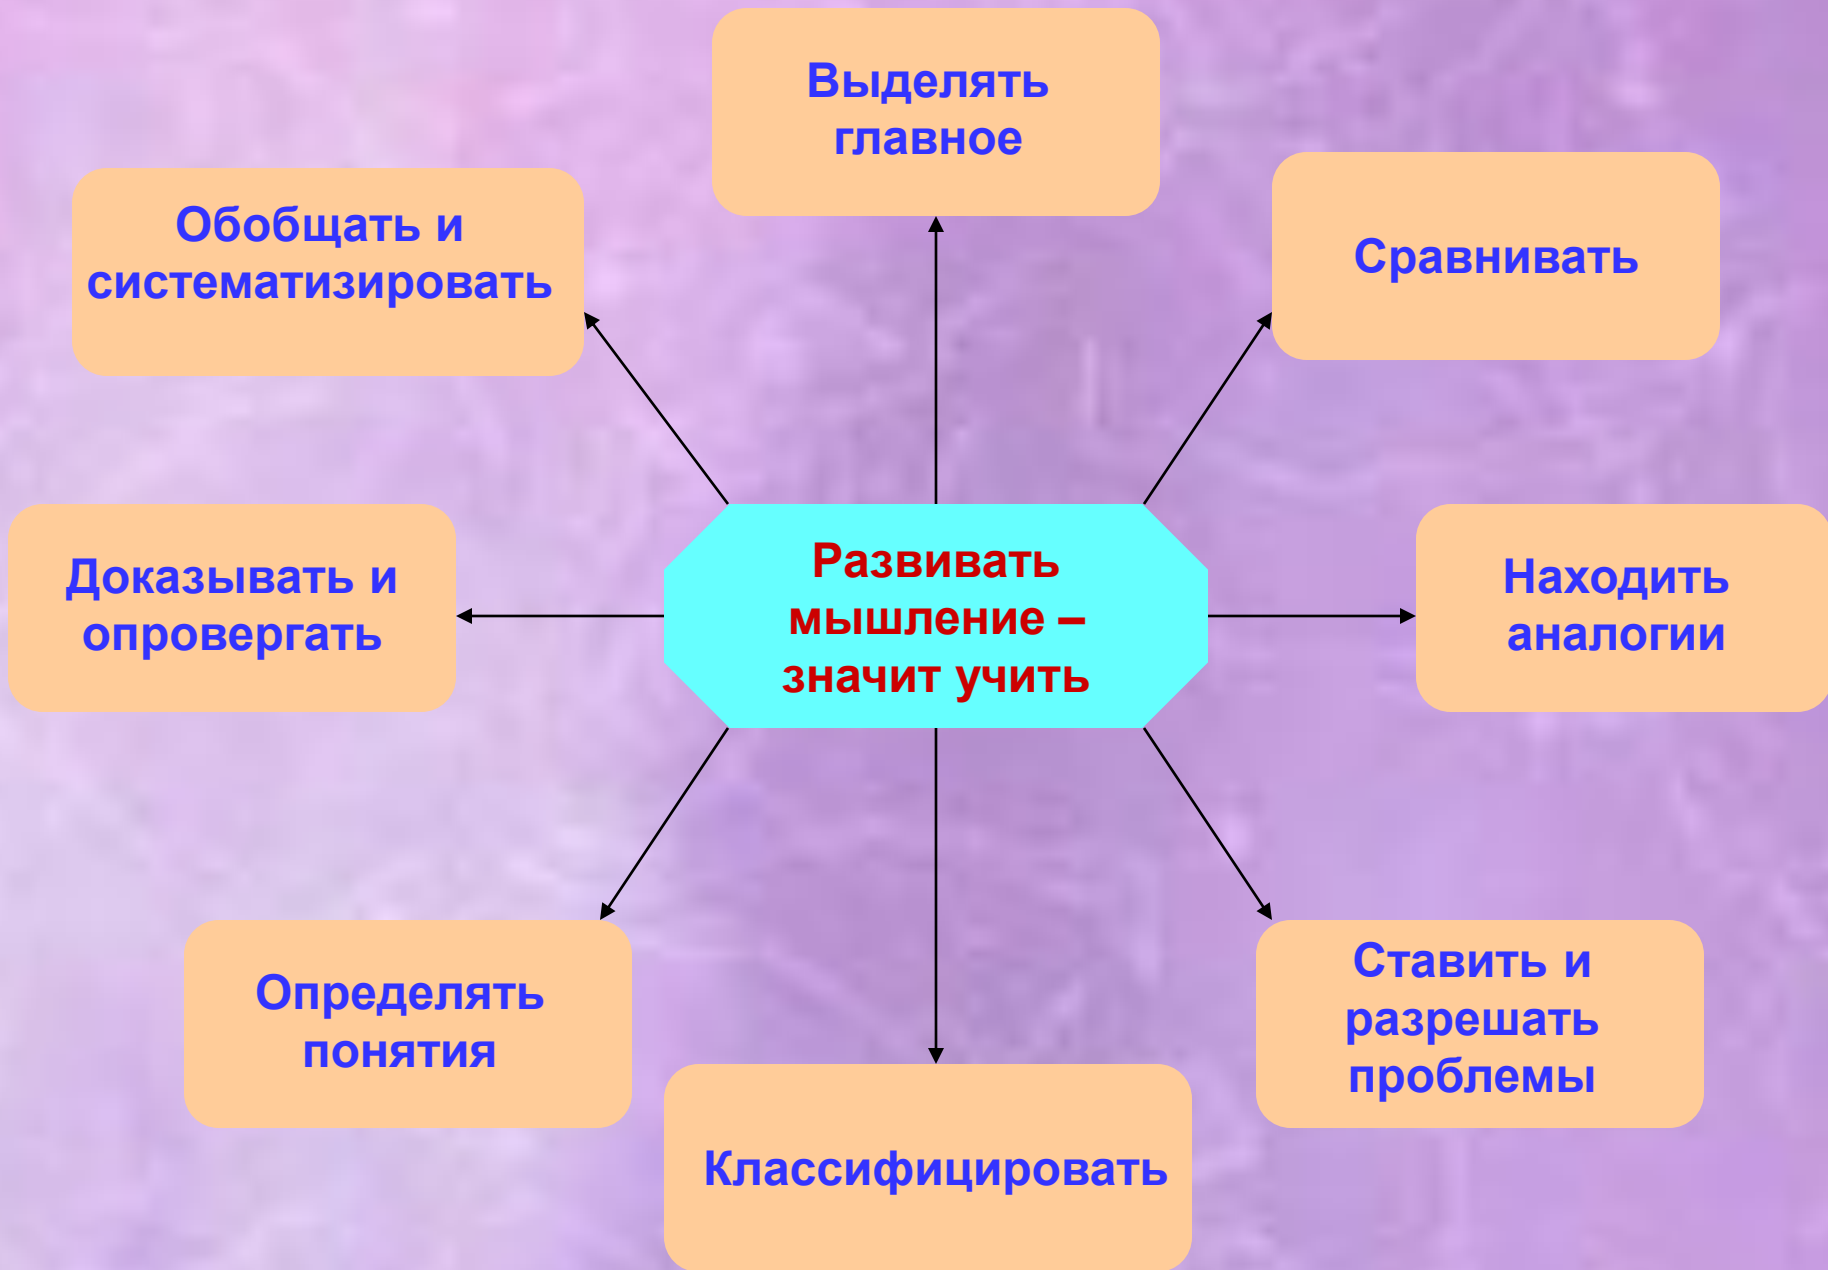 Выделять
главное
Обобщать и
систематизировать
Сравнивать
Доказывать и
опровергать
Развивать
мышление –
значит учить
Находить
аналогии
Определять
понятия
Ставить и
разрешать
проблемы
Классифицировать